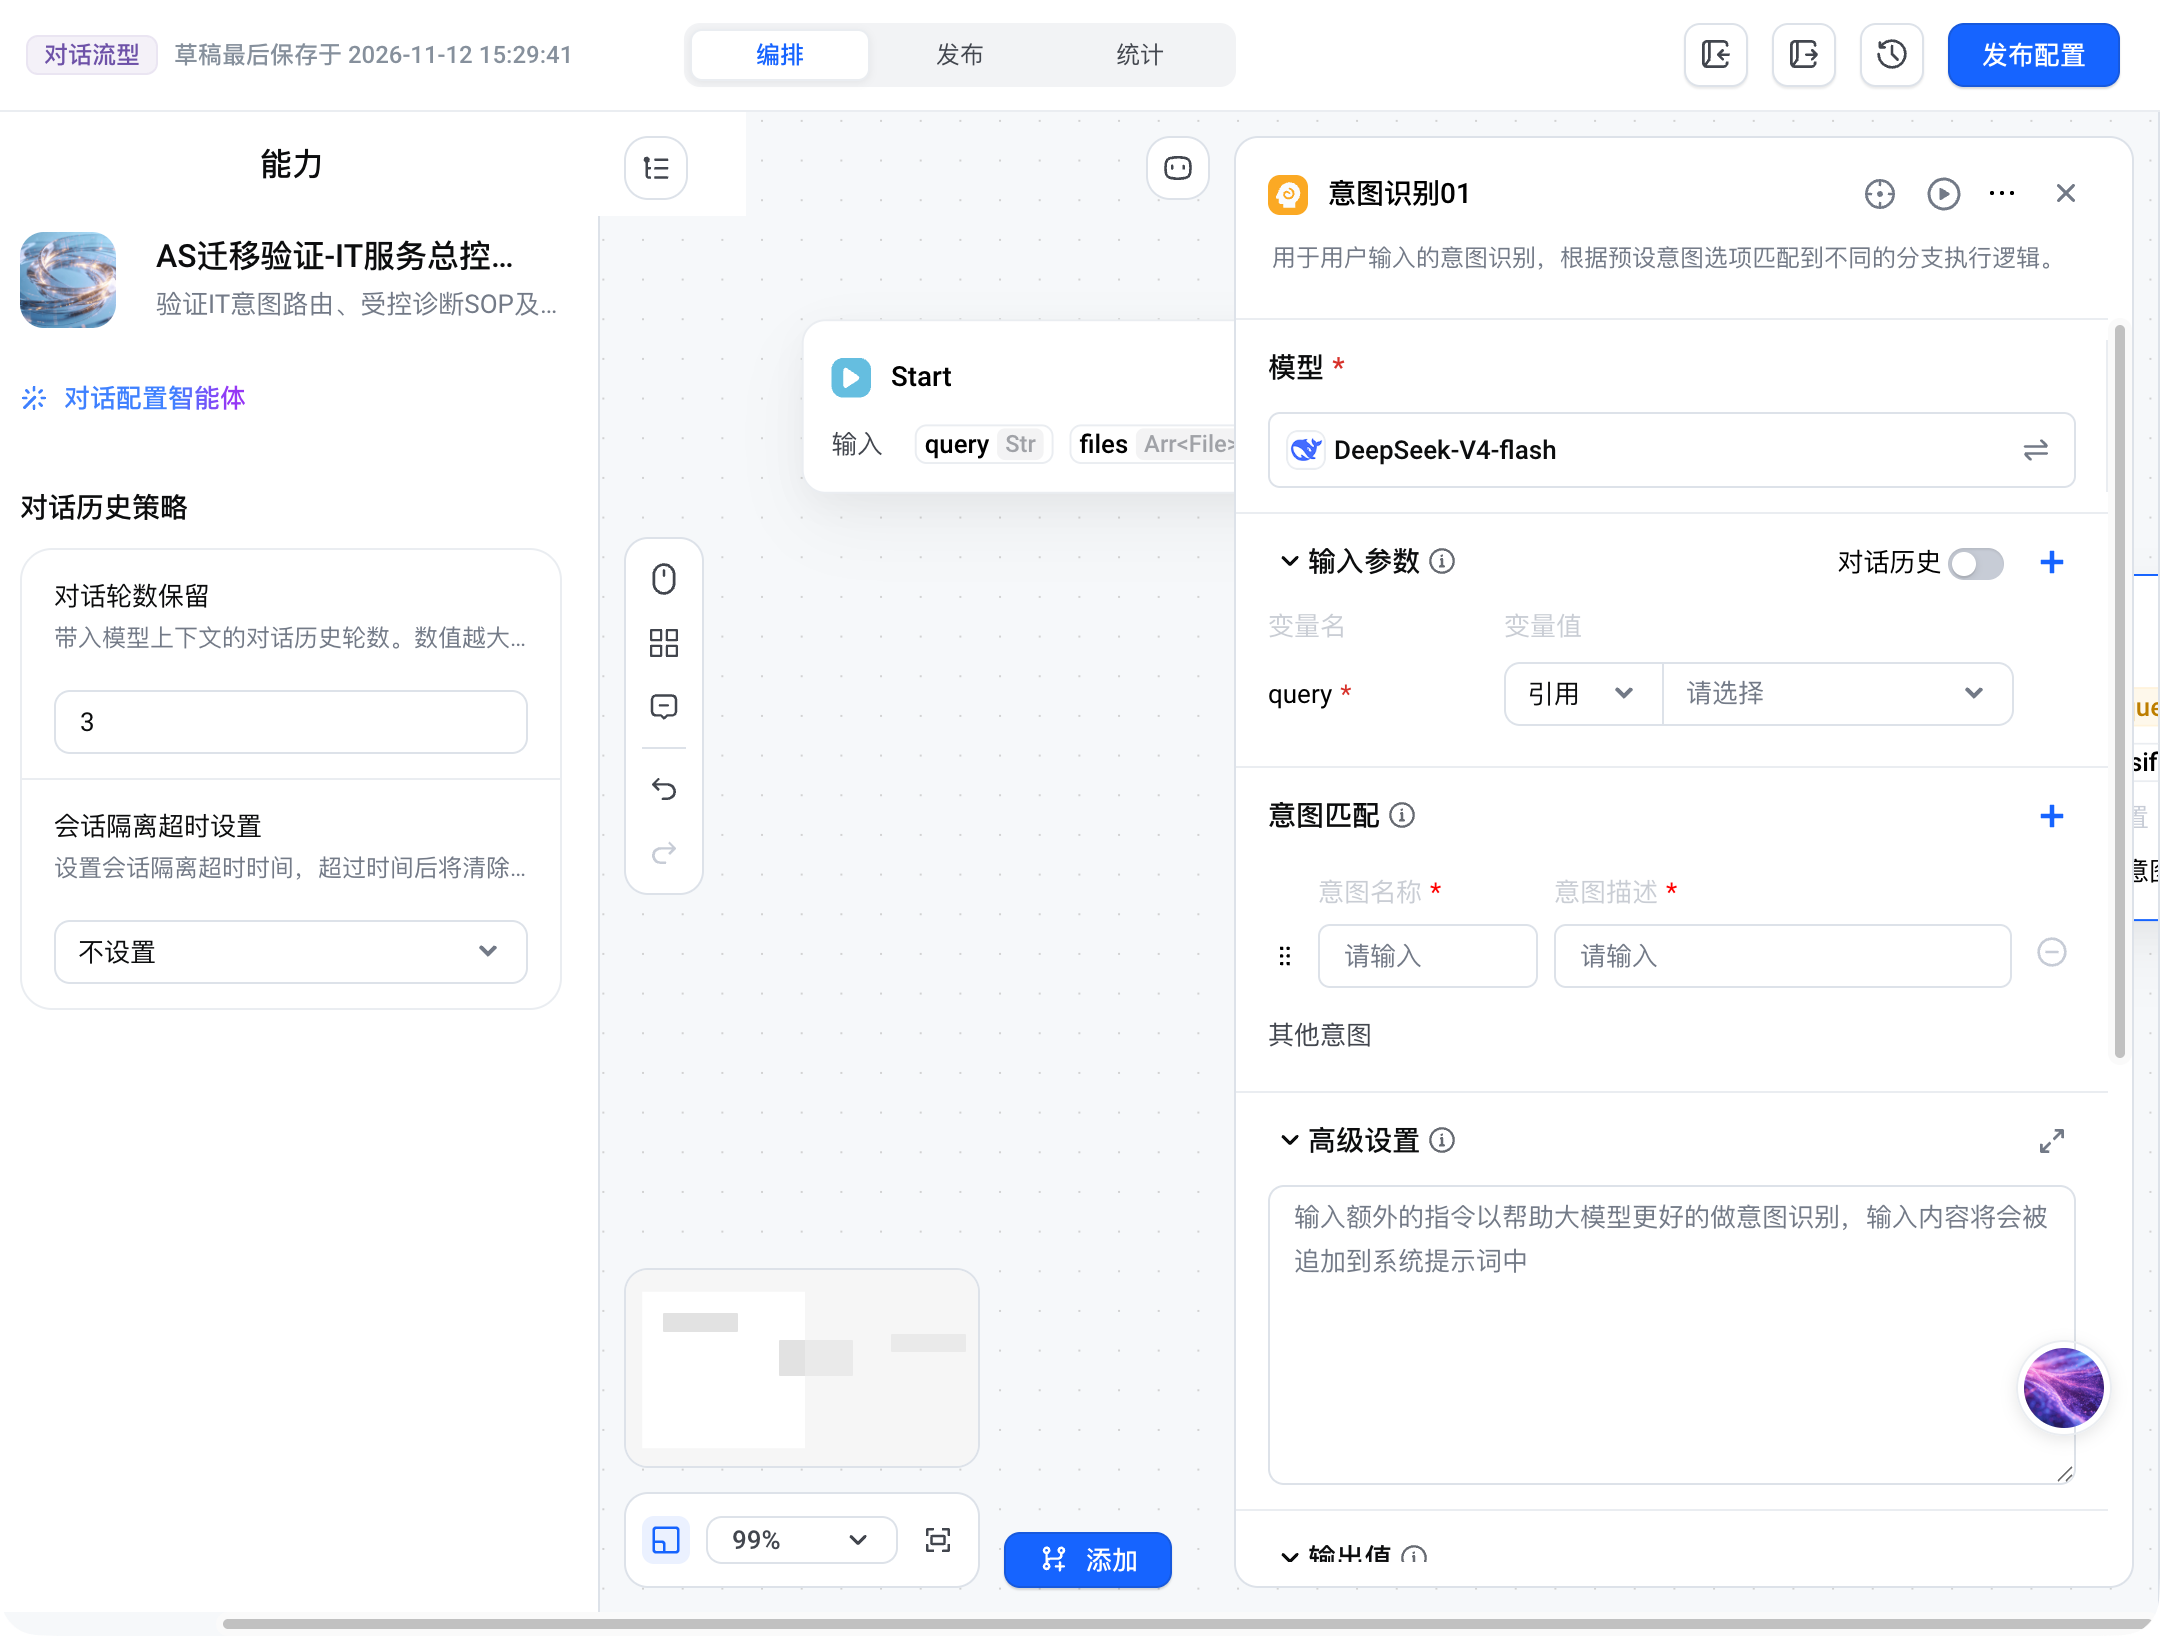 对话流型 草稿最后保存于 2026-11-12 15:29:41 编排 发布 统计 发布配置
能力
AS迁移验证-IT服务总控...
验证IT意图路由、受控诊断SOP及...
对话配置智能体
对话历史策略
对话轮数保留
带入模型上下文的对话历史轮数。数值越大...
3
会话隔离超时设置
设置会话隔离超时时间，超过时间后将清除...
不设置
Start
输入 query Str files Arr<File>
99%
添加
意图识别01
用于用户输入的意图识别，根据预设意图选项匹配到不同的分支执行逻辑。
模型 *
DeepSeek-V4-flash
输入参数 对话历史
变量名 变量值
query * 引用 请选择
意图匹配
意图名称 * 意图描述 *
请输入 请输入
其他意图
高级设置
输入额外的指令以帮助大模型更好的做意图识别，输入内容将会被
追加到系统提示词中
输出值